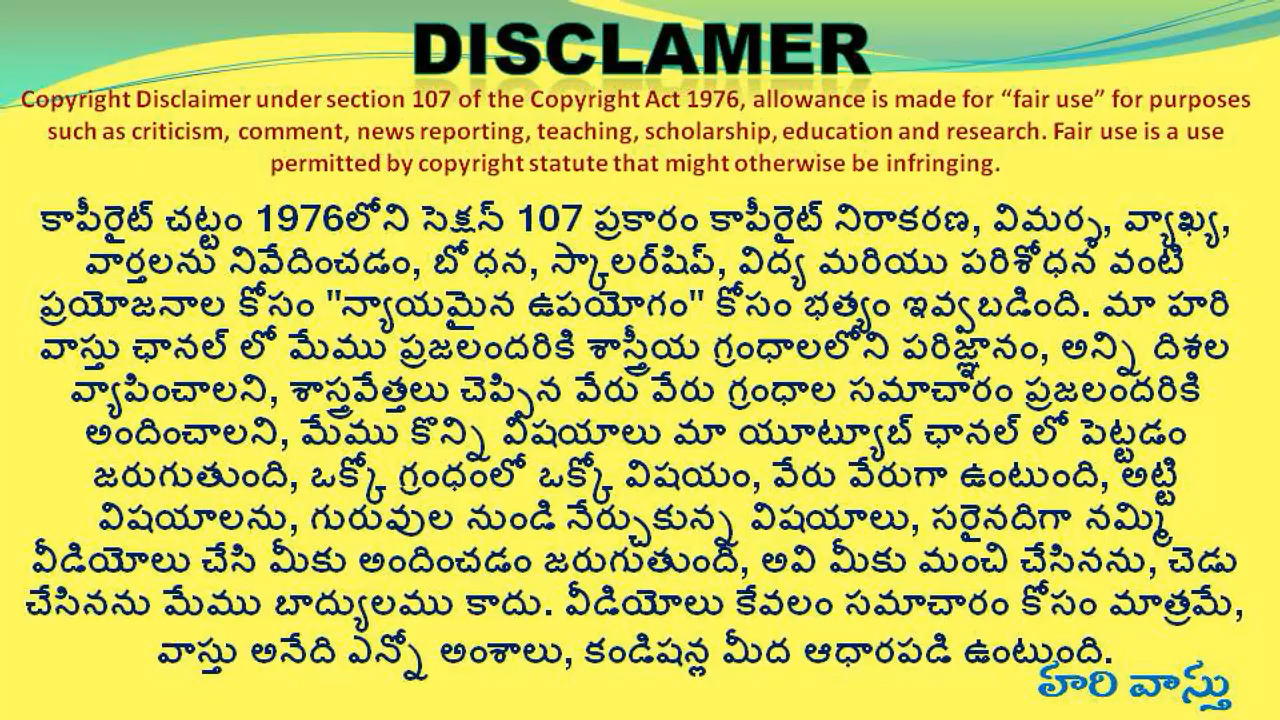 DISCLAMER
Copyright Disclaimer under section 107 of the Copyright Act 1976, allowance is made for “fair use” for purposes
such as criticism, comment, news reporting, teaching, scholarship, education and research. Fair use is a use
permitted by copyright statute that might otherwise be infringing.
కాపీరైట్ చట్టం 1976లోని సెక్షన్ 107 ప్రకారం కాపీరైట్ నిరాకరణ, విమర్శ, వ్యాఖ్య,
వార్తలను నివేదించడం, బోధన, స్కాలర్‌షిప్, విద్య మరియు పరిశోధన వంటి
ప్రయోజనాల కోసం "న్యాయమైన ఉపయోగం" కోసం భత్యం ఇవ్వబడింది. మా హరి
వాస్తు ఛానల్ లో మేము ప్రజలందరికి శాస్త్రీయ గ్రంధాలలోని పరిజ్ఞానం, అన్ని దిశల
వ్యాపించాలని, శాస్త్రవేత్తలు చెప్పిన వేరు వేరు గ్రంధాల సమాచారం ప్రజలందరికి
అందించాలని, మేము కొన్ని విషయాలు మా యూట్యూబ్ ఛానల్ లో పెట్టడం
జరుగుతుంది, ఒక్కో గ్రంధంలో ఒక్కో విషయం, వేరు వేరుగా ఉంటుంది, అట్టి
విషయాలను, గురువుల నుండి నేర్చుకున్న విషయాలు, సరైనదిగా నమ్మి
వీడియోలు చేసి మీకు అందించడం జరుగుతుంది, అవి మీకు మంచి చేసినను, చెడు
చేసినను మేము బాద్యులము కాదు. వీడియోలు కేవలం సమాచారం కోసం మాత్రమే,
వాస్తు అనేది ఎన్నో అంశాలు, కండిషన్ల మీద ఆధారపడి ఉంటుంది.
హరి వాస్తు